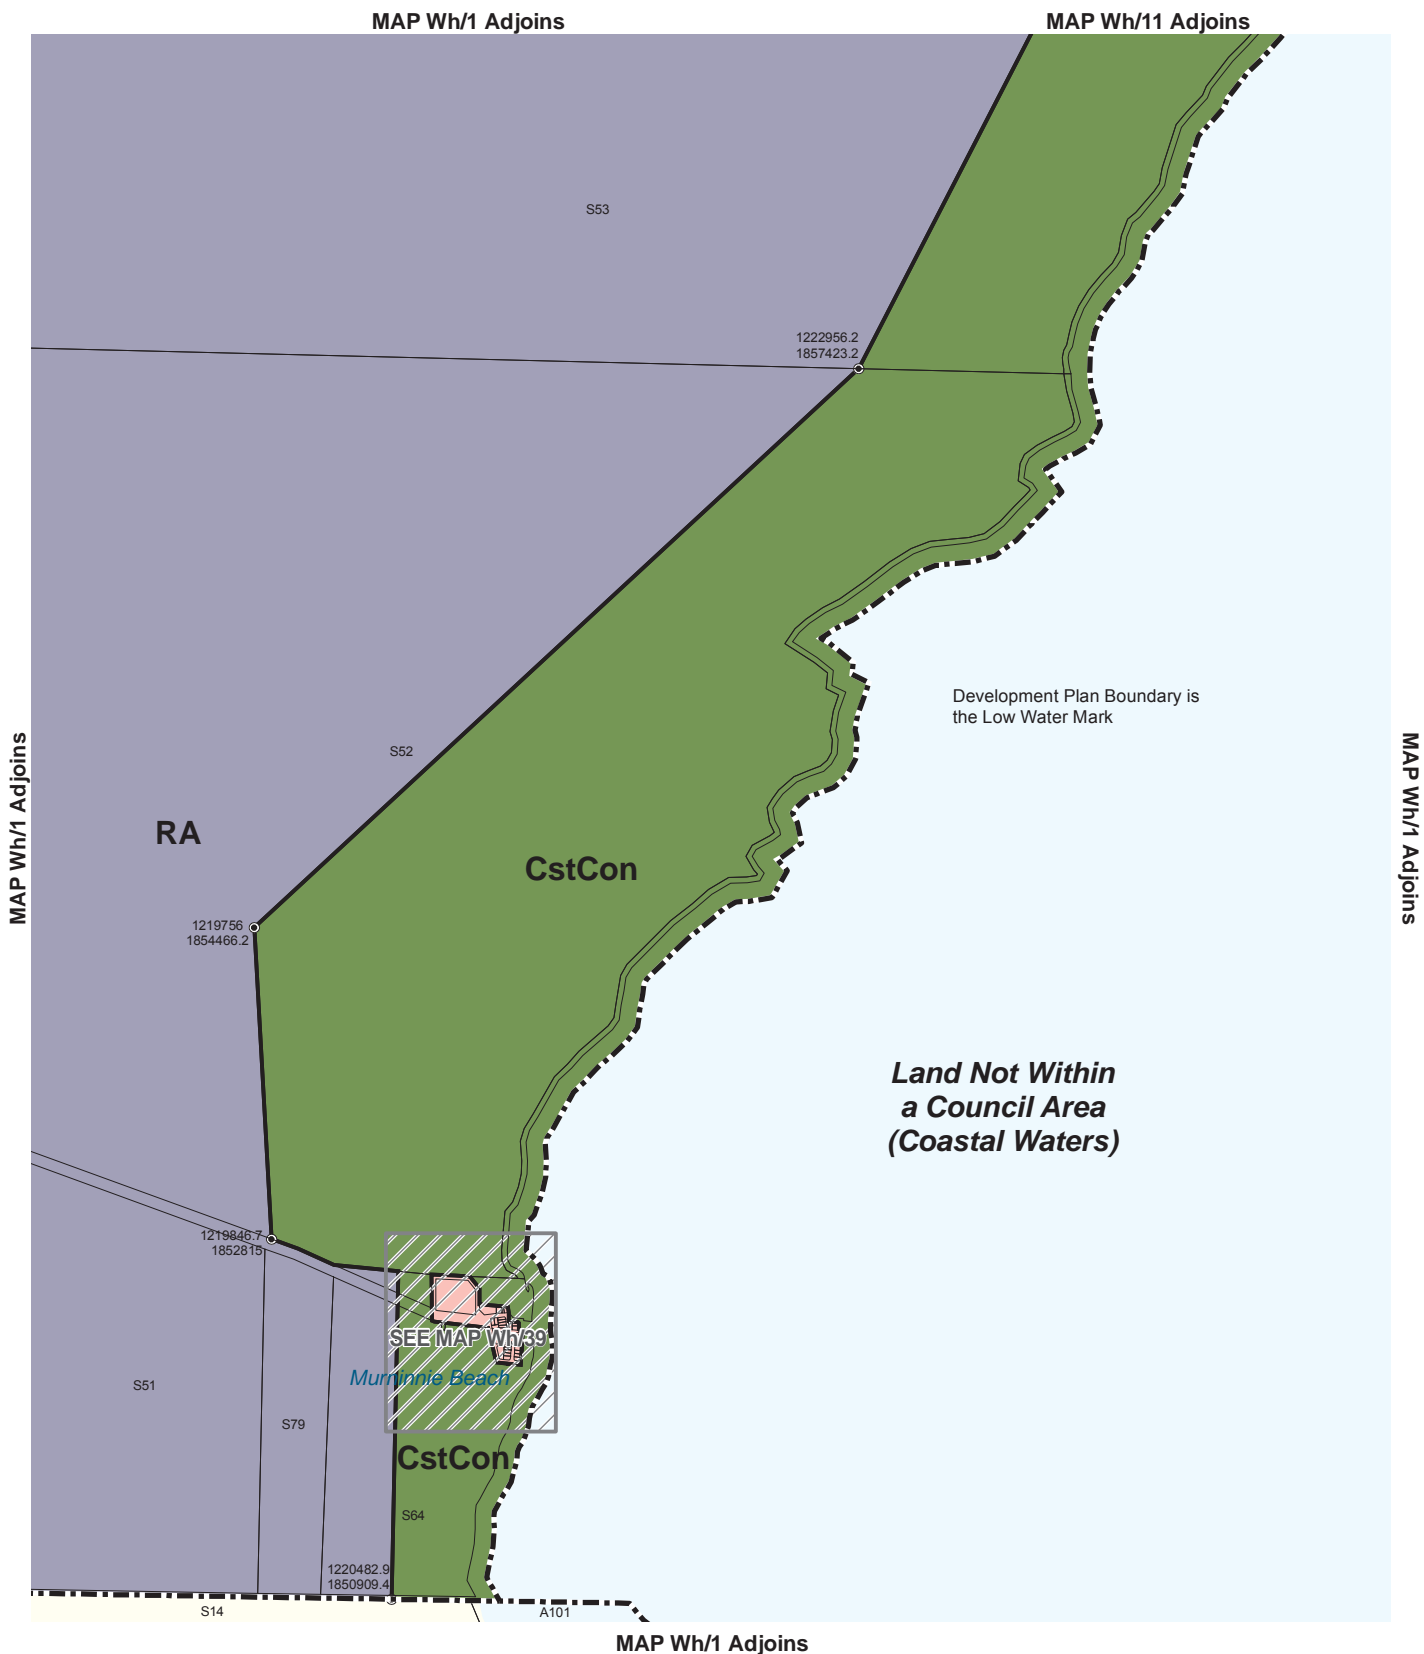 MAP Wh/1 Adjoins
MAP Wh/11 Adjoins
S53
1222956.2
1857423.2
Development Plan Boundary is
the Low Water Mark
S52
MAP Wh/1 Adjoins
MAP Wh/1 Adjoins
RA
CstCon
1219756
1854466.2
Land Not Within
a Council Area
(Coastal Waters)
1219846.7
1852815
SEE MAP Wh/39
Murninnie Beach
S51
S79
CstCon
S64
1220482.9
1850909.4
S14
A101
MAP Wh/1 Adjoins